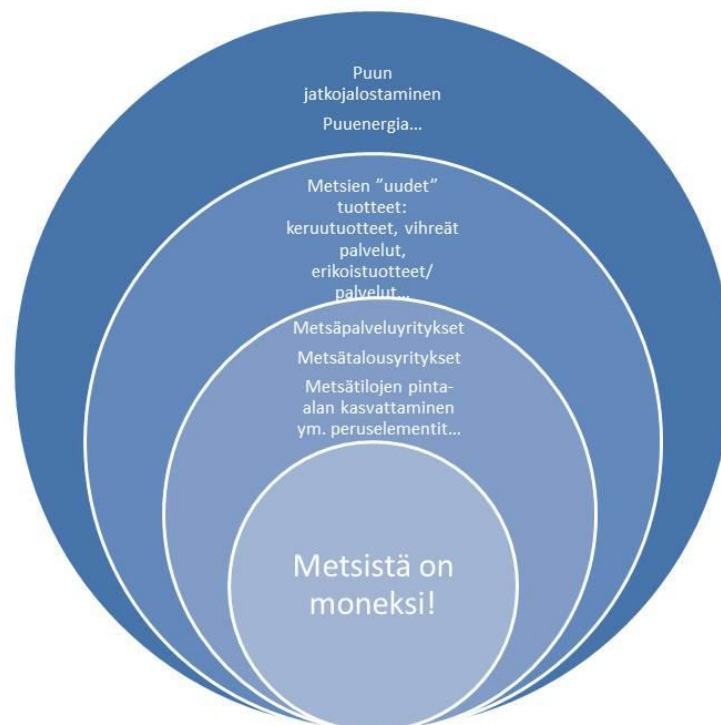 Puun
jatkojalostaminen
Puuenergia...
Metsien ”uudet”
tuotteet:
keruutuotteet, vihreät
palvelut,
erikoistuotteet/
palvelut...
Metsäpalveluyritykset
Metsätalousyritykset
Metsätilojen pinta-
alan kasvattaminen
ym. peruselementit...
Metsistä on
moneksi!